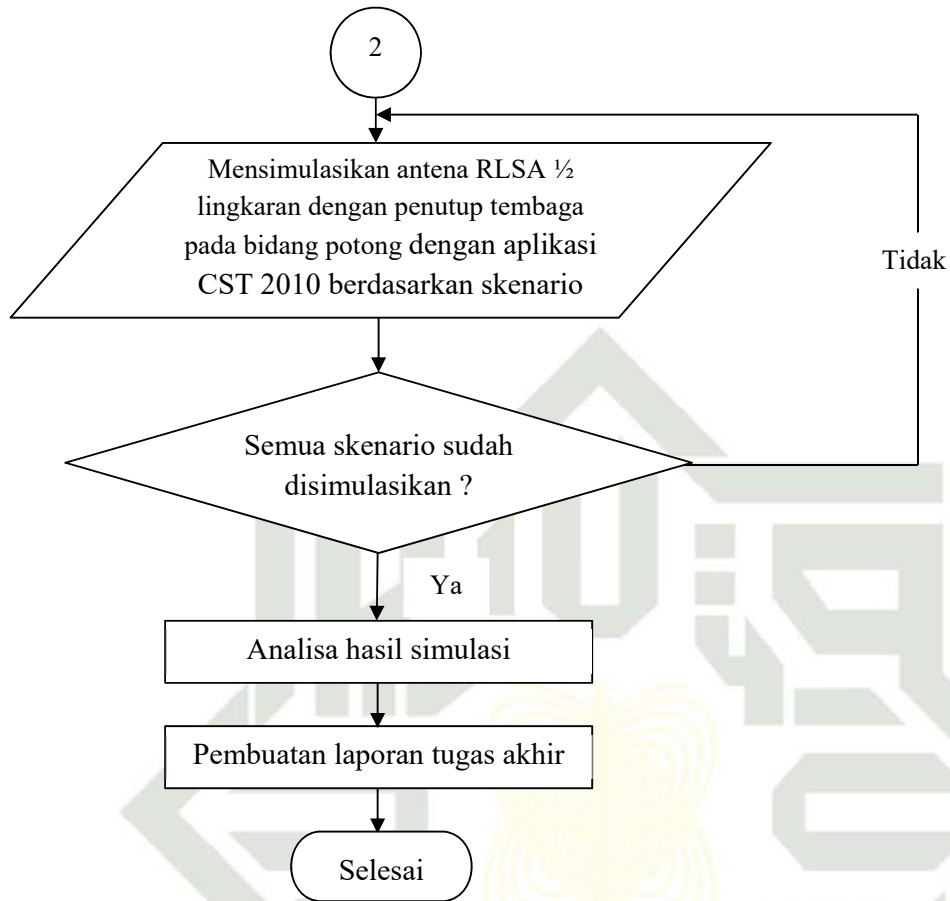 2
Mensimulasikan antena RLSA ½
lingkaran dengan penutup tembaga
pada bidang potong dengan aplikasi
CST 2010 berdasarkan skenario
Tidak
Semua skenario sudah
disimulasikan ?
Ya
Analisa hasil simulasi
Pembuatan laporan tugas akhir
Selesai